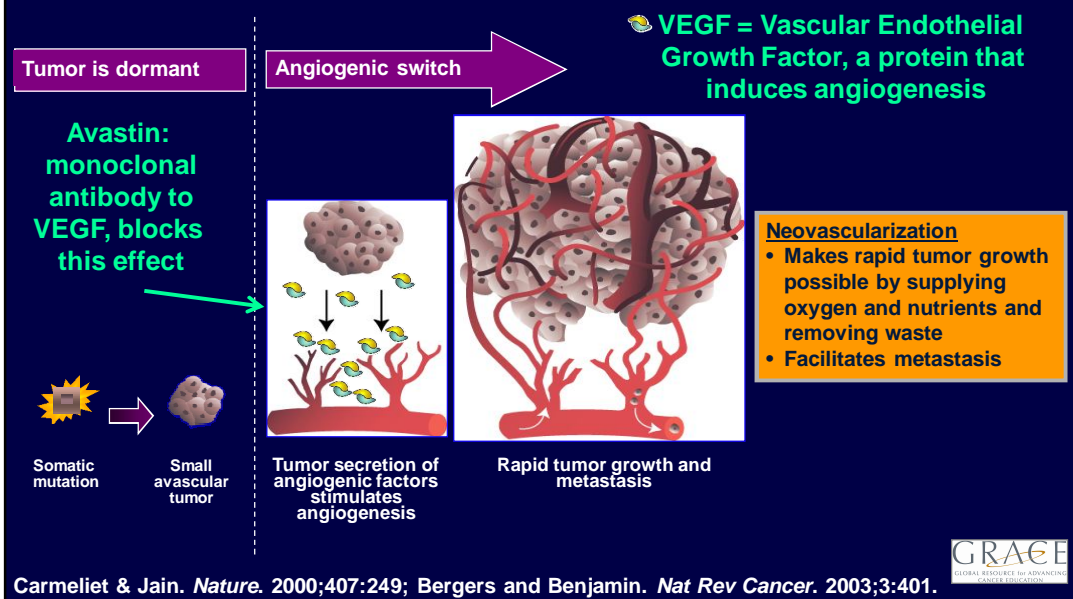 VEGF = Vascular Endothelial
Growth Factor, a protein that
induces angiogenesis
Tumor is dormant
Angiogenic switch
Avastin:
monoclonal
antibody to
VEGF, blocks
this effect
Neovascularization
• Makes rapid tumor growth
possible by supplying
oxygen and nutrients and
removing waste
• Facilitates metastasis
Somatic
mutation
Small
avascular
tumor
Tumor secretion of
angiogenic factors
stimulates
angiogenesis
Rapid tumor growth and
metastasis
GRACE
GLOBAL RESOURCE for ADVANCING
CANCER EDUCATION
Carmeliet & Jain. Nature. 2000;407:249; Bergers and Benjamin. Nat Rev Cancer. 2003;3:401.